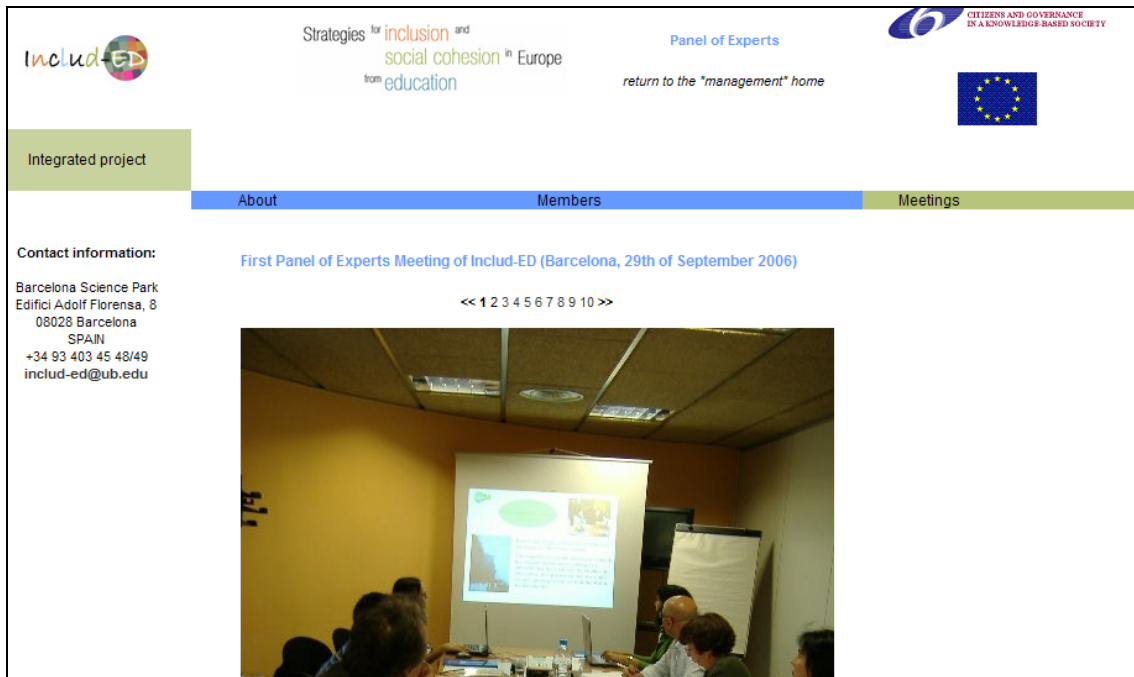 Includ-ED
Strategies for inclusion and
social cohesion in Europe
from education
Panel of Experts
return to the "management" home
6
CITIZENS AND GOVERNANCE
IN A KNOWLEDGE-BASED SOCIETY
Integrated project
About Members Meetings
Contact information:
Barcelona Science Park
Edifici Adolf Florensa, 8
08028 Barcelona
SPAIN
+34 93 403 45 48/49
includ-ed@ub.edu
First Panel of Experts Meeting of Includ-ED (Barcelona, 29th of September 2006)
<< 1 2 3 4 5 6 7 8 9 10 >>